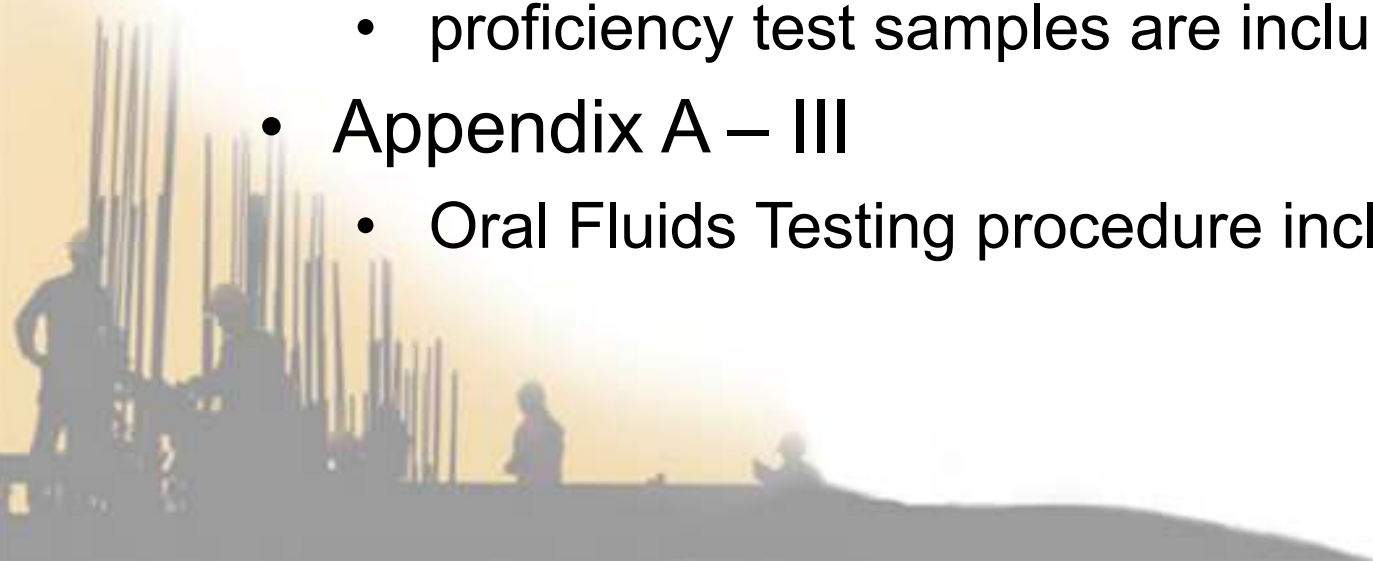 • proficiency test samples are inclu
• Appendix A – III
• Oral Fluids Testing procedure incl